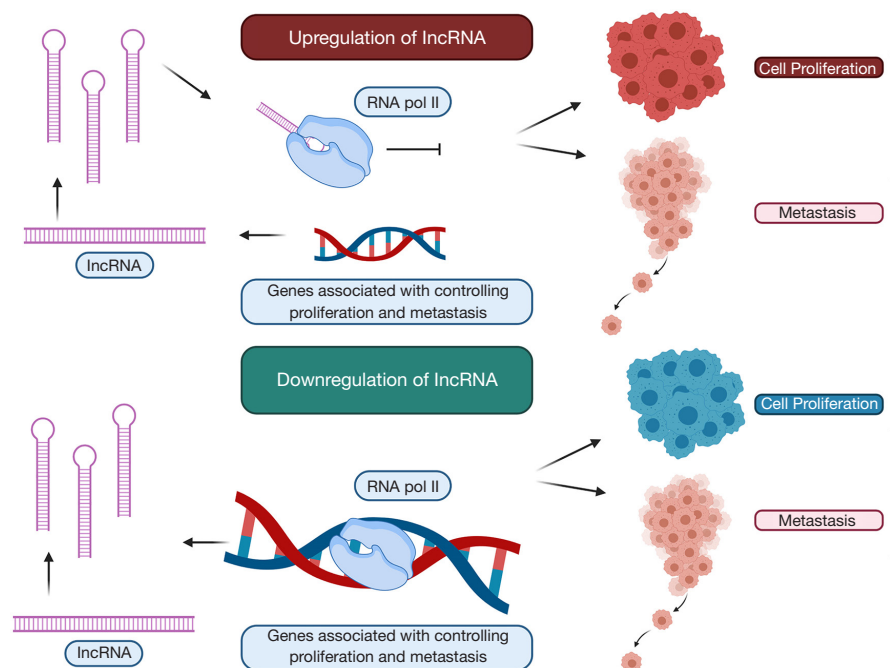 Upregulation of lncRNA
Cell Proliferation
RNA pol II
Metastasis
lncRNA
Genes associated with controlling
proliferation and metastasis
Downregulation of lncRNA
Cell Proliferation
RNA pol II
Metastasis
lncRNA
Genes associated with controlling
proliferation and metastasis